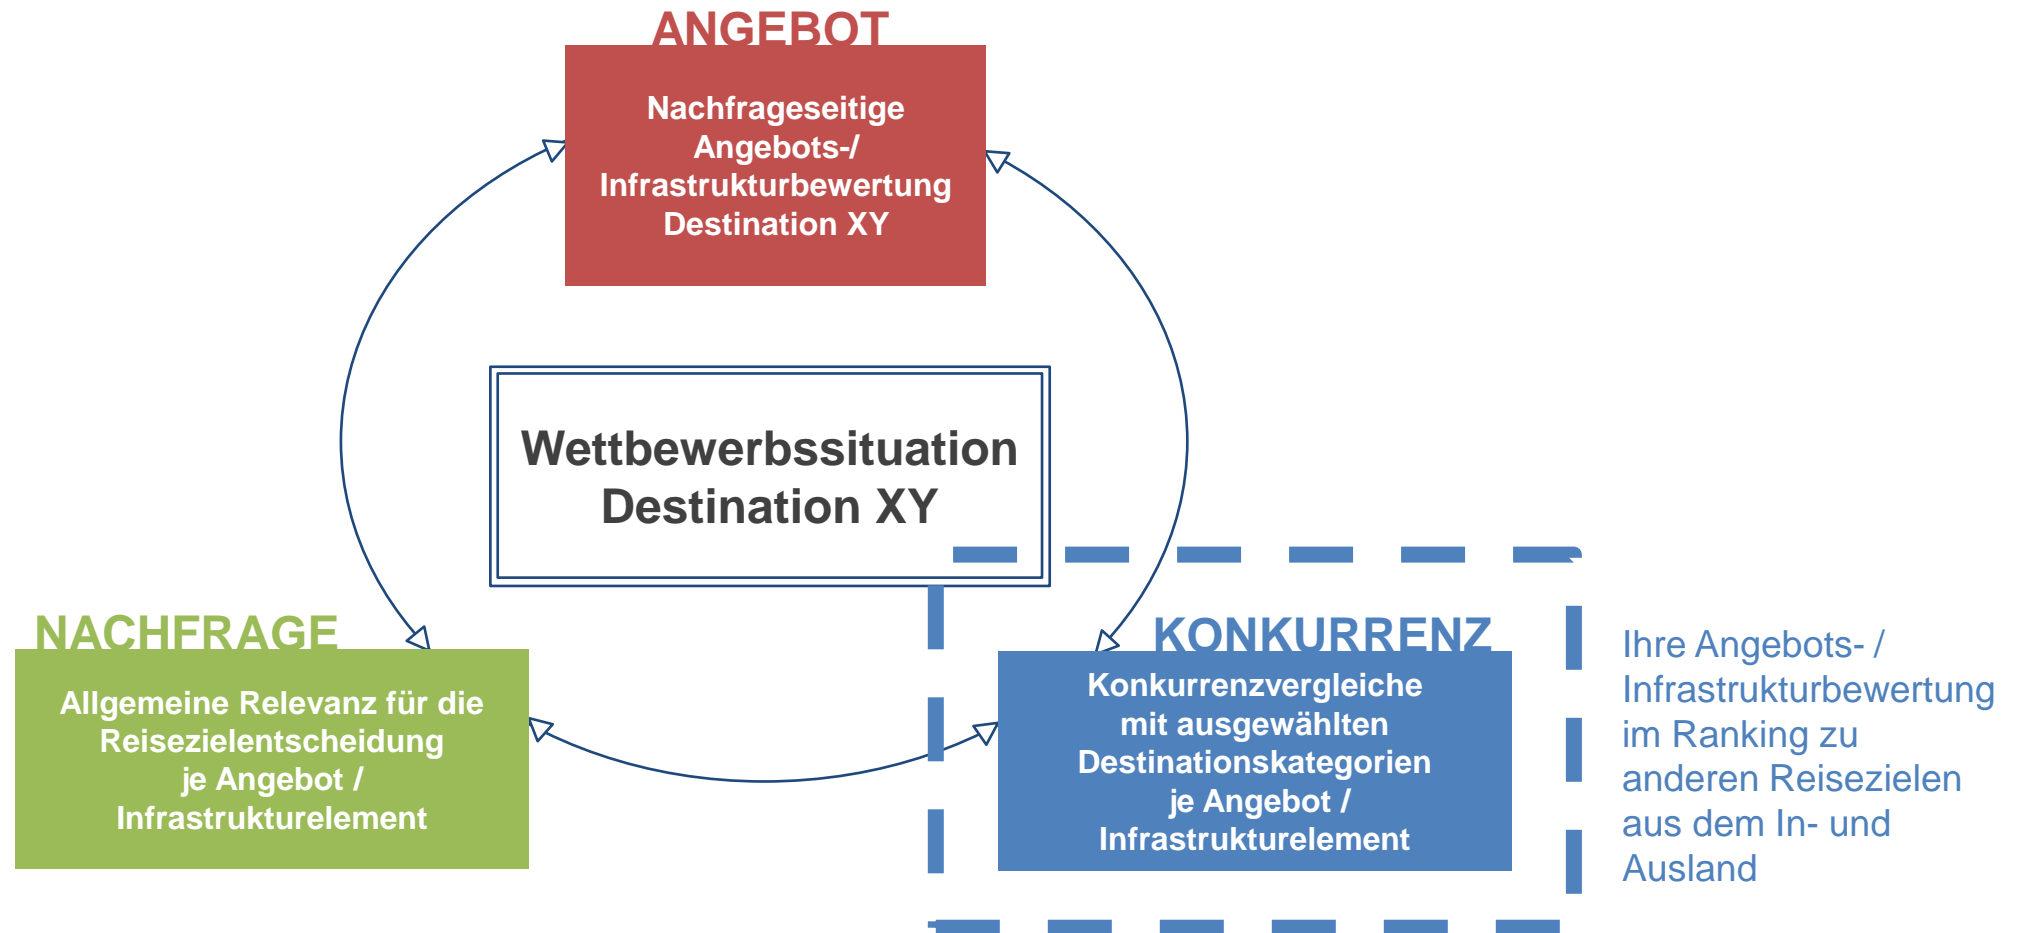 ANGEBOT
Nachfrageseitige
Angebots-/
Infrastrukturbewertung
Destination XY
Wettbewerbssituation
Destination XY
NACHFRAGE
Allgemeine Relevanz für die
Reisezielentscheidung
je Angebot /
Infrastrukturelement
KONKURRENZ
Konkurrenzvergleiche
mit ausgewählten
Destinationskategorien
je Angebot /
Infrastrukturelement
Ihre Angebots- /
Infrastrukturbewertung
im Ranking zu
anderen Reisezielen
aus dem In- und
Ausland